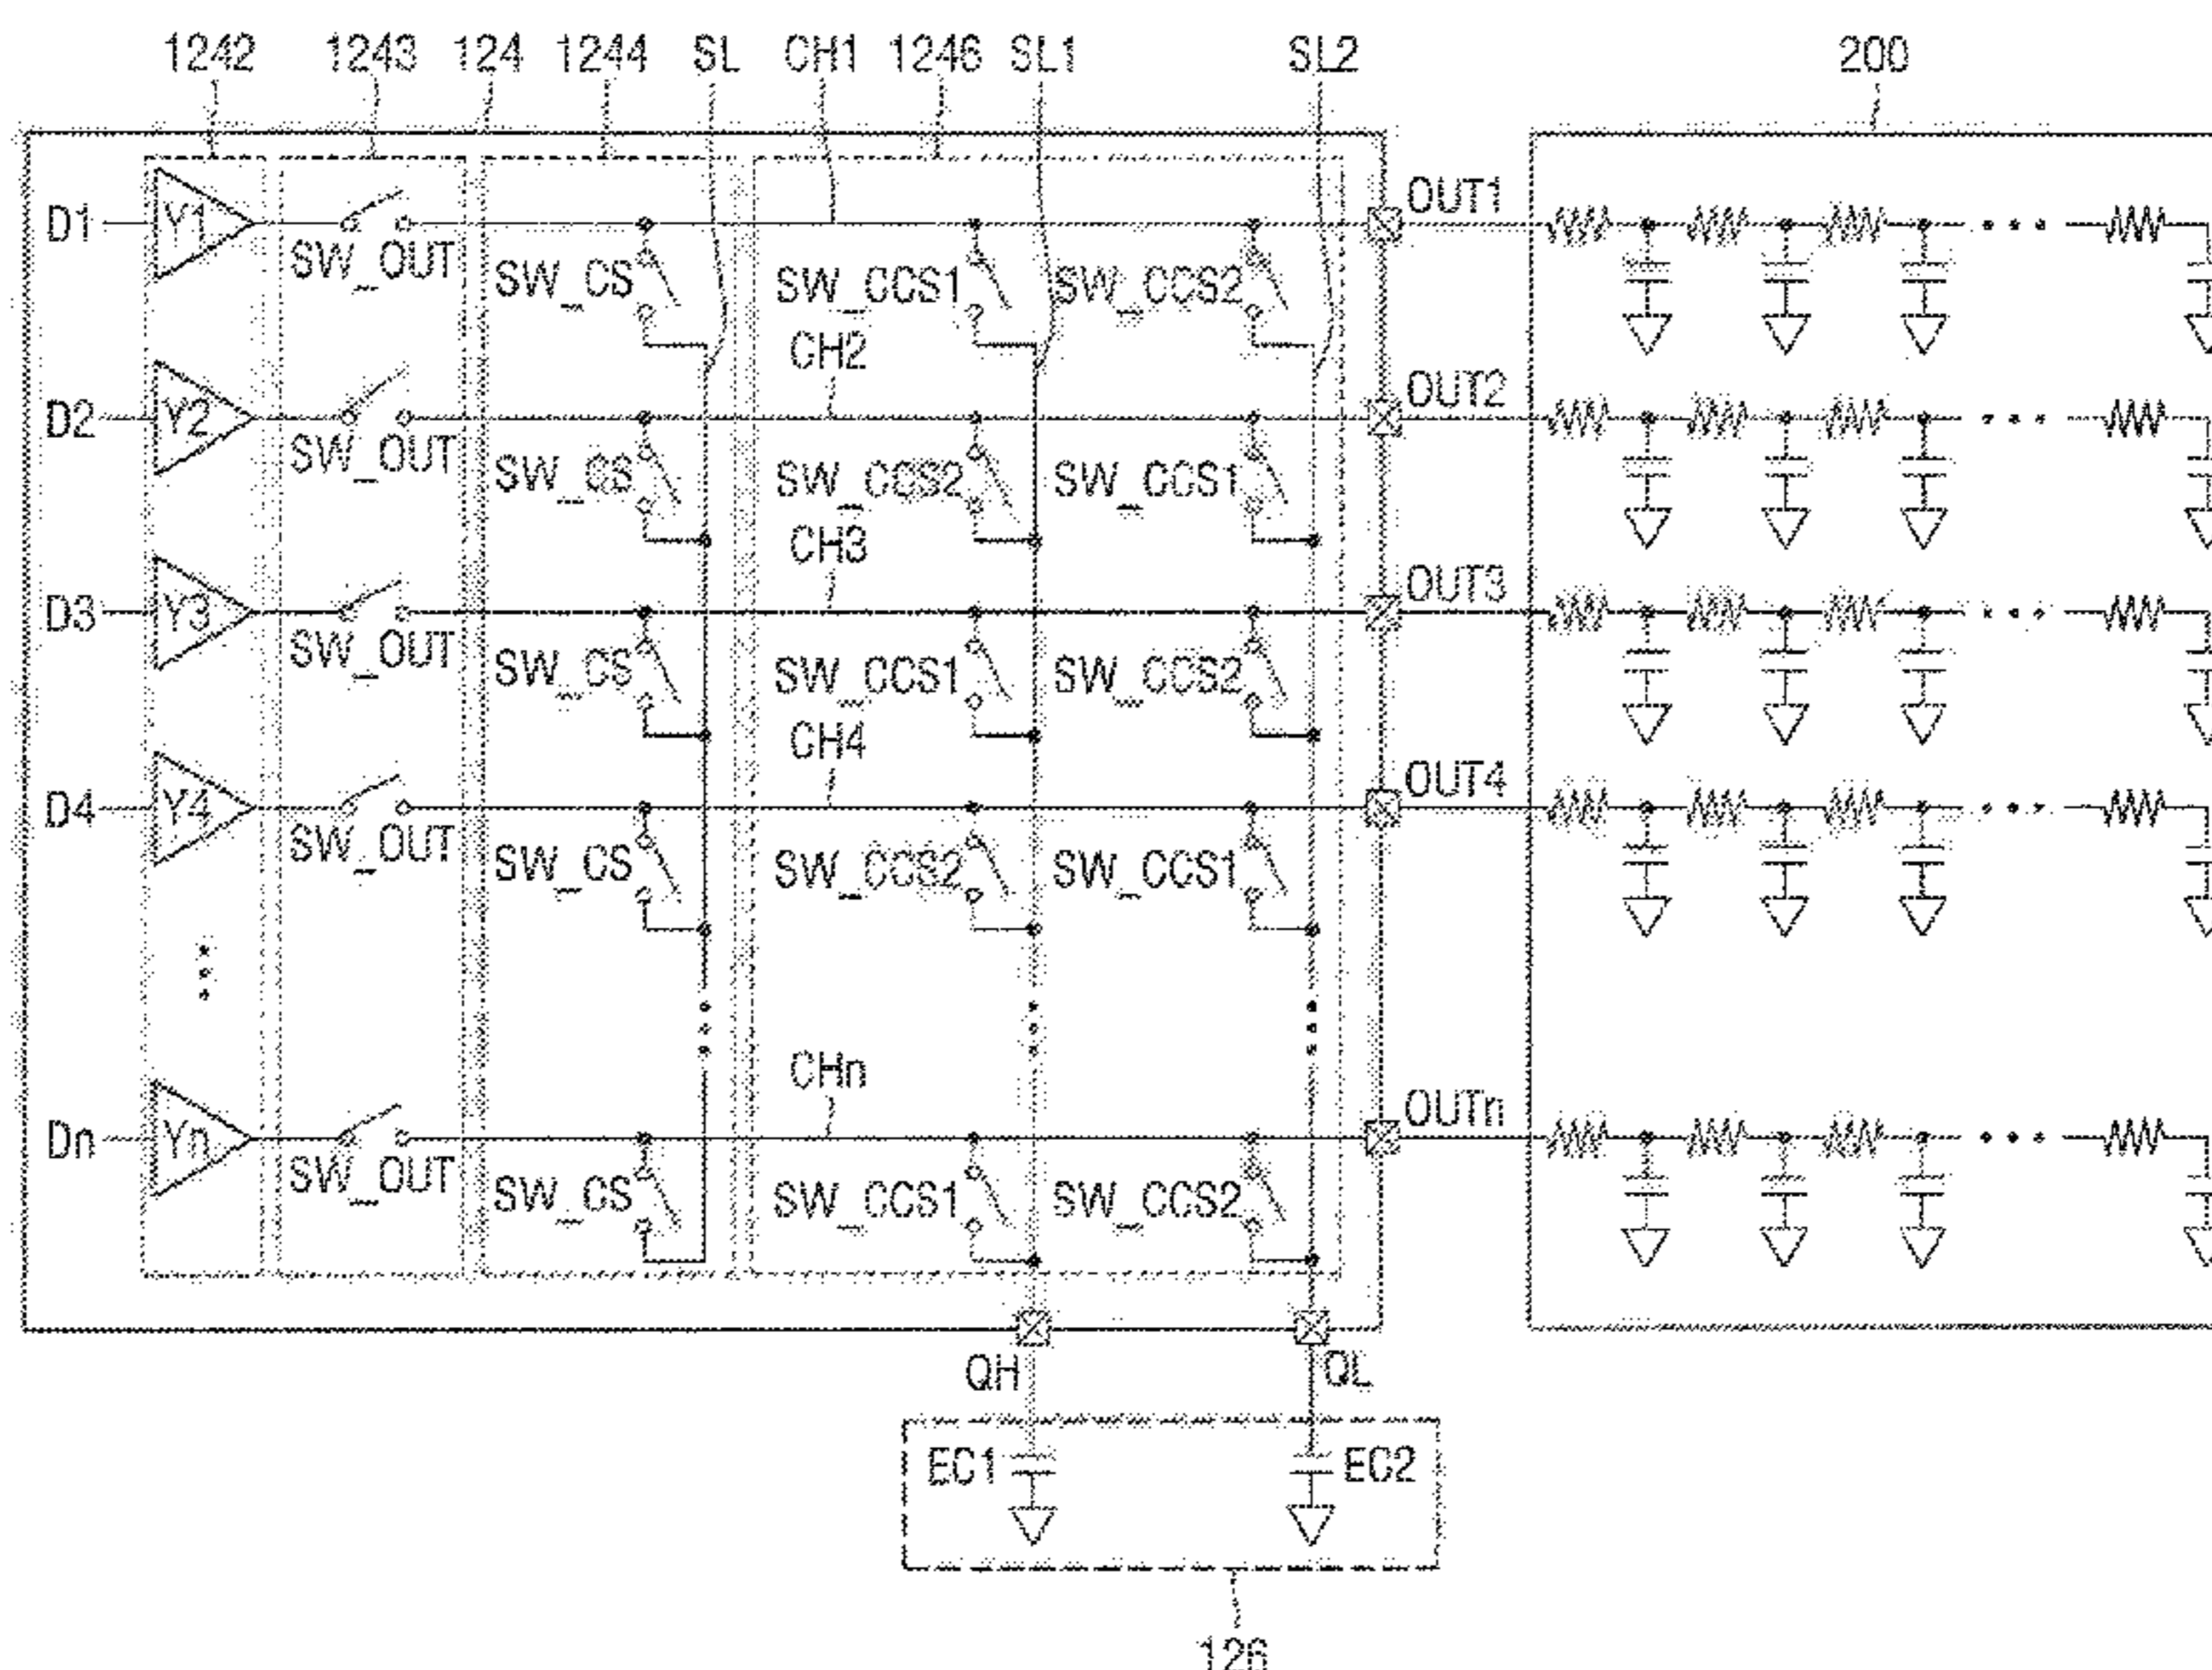 1242 1243 124 1244 SL CH1 1246 SL1 SL2 200
D1 Y1 OUT1
SW_OUT SW_CS SW_CCS1 SW_CCS2
CH2
D2 Y2 OUT2
SW_OUT SW_CS SW_CCS2 SW_CCS1
CH3
D3 Y3 OUT3
SW_OUT SW_CS SW_CCS1 SW_CCS2
CH4
D4 Y4 OUT4
SW_OUT SW_CS SW_CCS2 SW_CCS1
CHn
Dn Yn OUTn
SW_OUT SW_CS SW_CCS1 SW_CCS2
QH QL
EC1 EC2
126